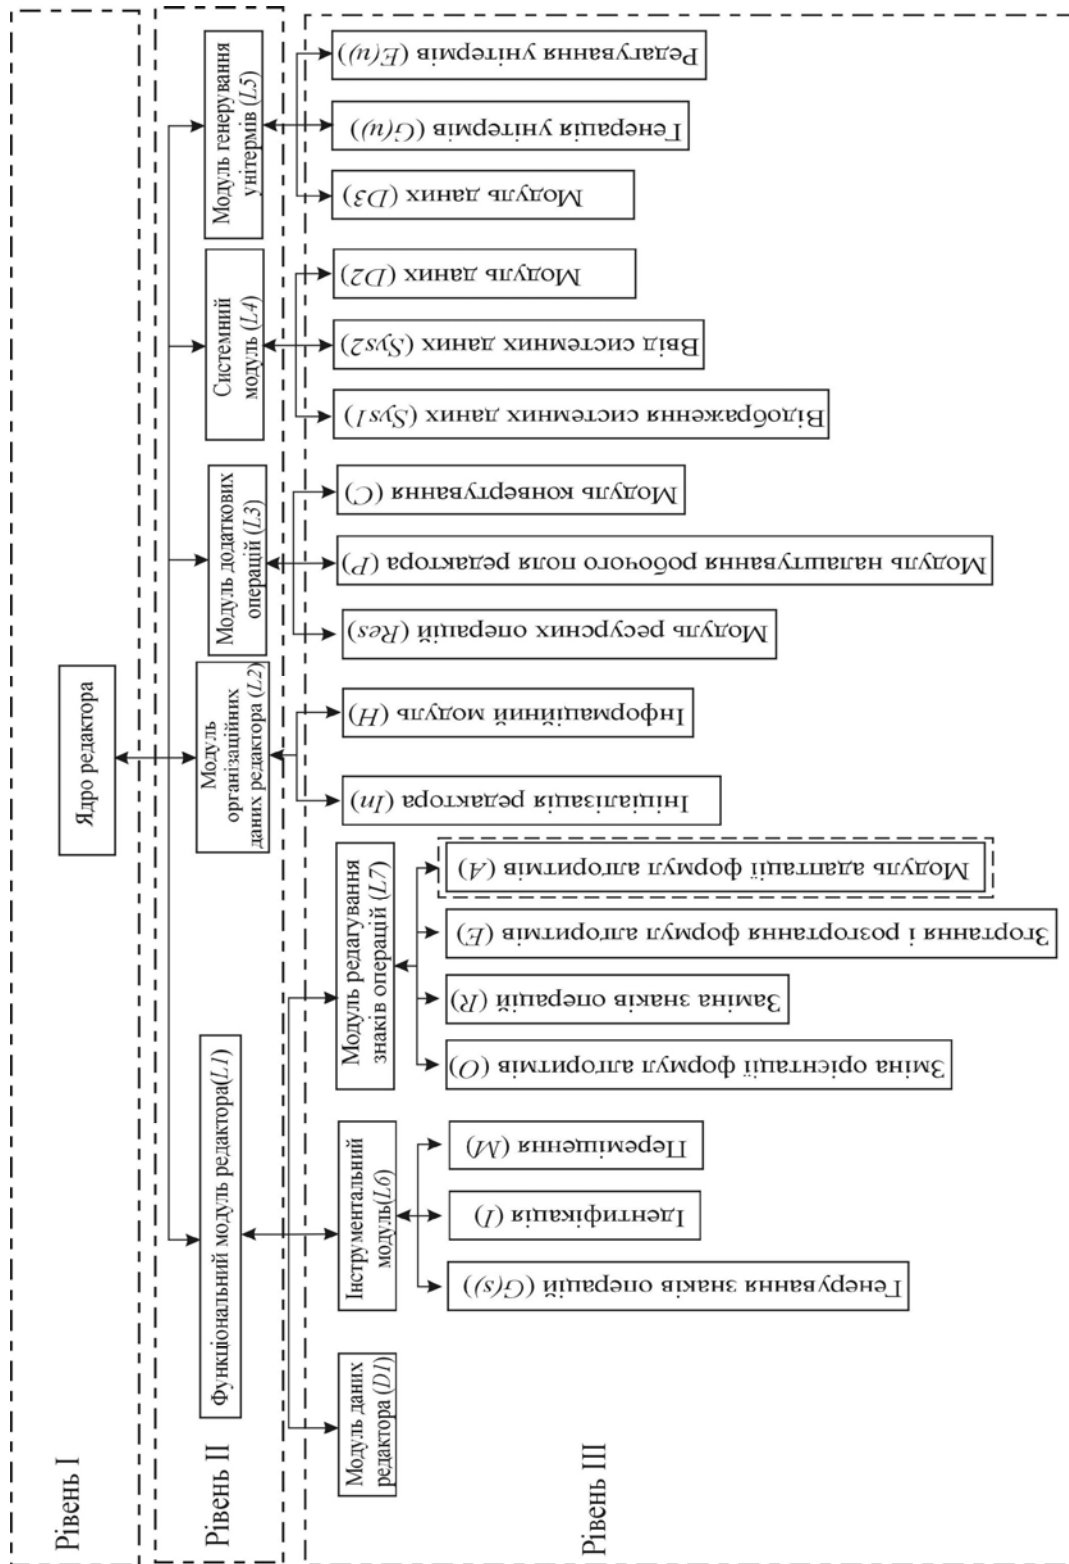 Рівень I
Ядро редактора
Рівень II
Функціональний модуль редактора(L1)
Модуль
організаційних
даних редактора (L2)
Модуль додаткових
операцій (L3)
Системний
модуль (L4)
Модуль генерування
унітермів (L5)
Рівень III
Модуль даних
редактора (D1)
Інструментальний
модуль(L6)
Генерування знаків операцій (G(s))
Ідентифікація (I)
Переміщення (M)
Модуль редагування
знаків операцій (L7)
Зміна орієнтації формул алгоритмів (O)
Заміна знаків операцій (R)
Згортання і розгортання формул алгоритмів (E)
Модуль адаптації формул алгоритмів (A)
Ініціалізація редактора (In)
Інформаційний модуль (H)
Модуль ресурсних операцій (Res)
Модуль налаштування робочого поля редактора (P)
Модуль конвертування (C)
Відображення системних даних (Sys1)
Ввід системних даних (Sys2)
Модуль даних (D2)
Модуль даних (D3)
Генерація унітермів (G(u))
Редагування унітермів (E(u))